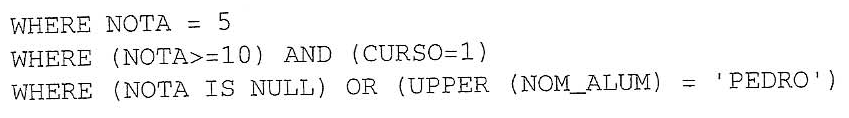 WHERE NOTA = 5
WHERE (NOTA>=10) AND (CURSO=1)
WHERE (NOTA IS NULL) OR (UPPER (NOM_ALUM) = 'PEDRO')